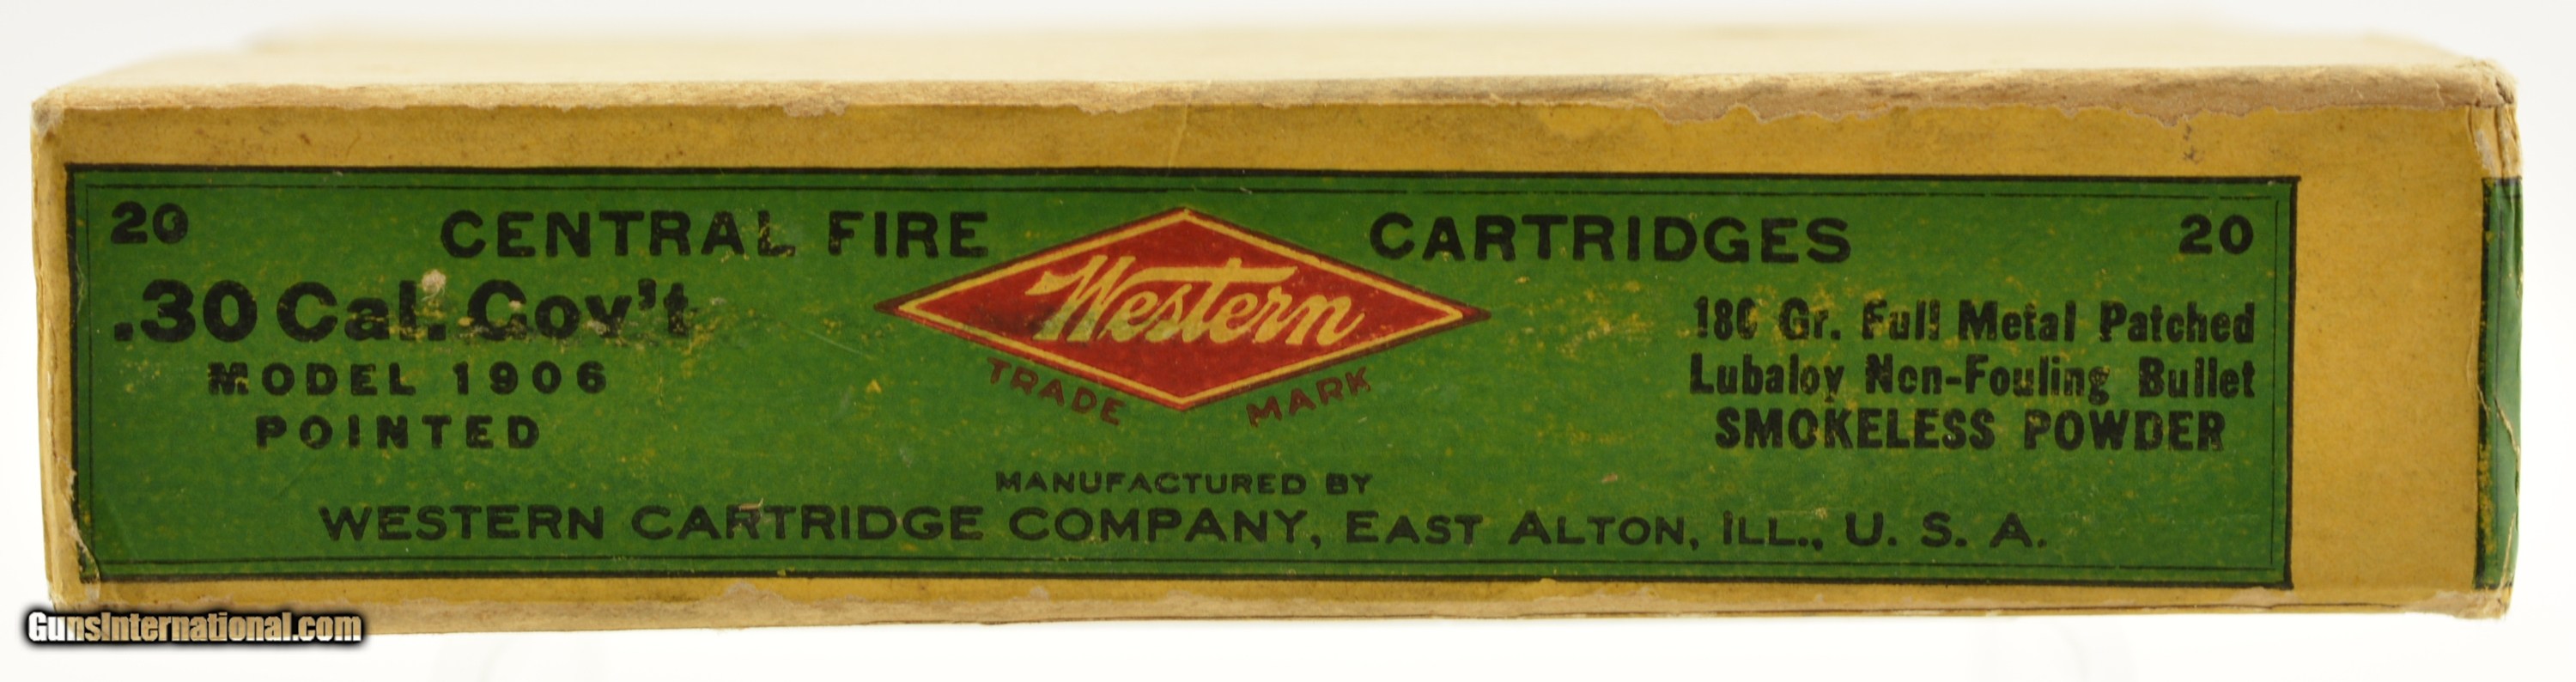 20 CENTRAL FIRE CARTRIDGES 20
.30 Cal. Gov't
MODEL 1906
POINTED
Western
TRADE MARK
180 Gr. Full Metal Patched
Lubaloy Non-Fouling Bullet
SMOKELESS POWDER
MANUFACTURED BY
WESTERN CARTRIDGE COMPANY, EAST ALTON, ILL., U. S. A.
GunsInternational.com